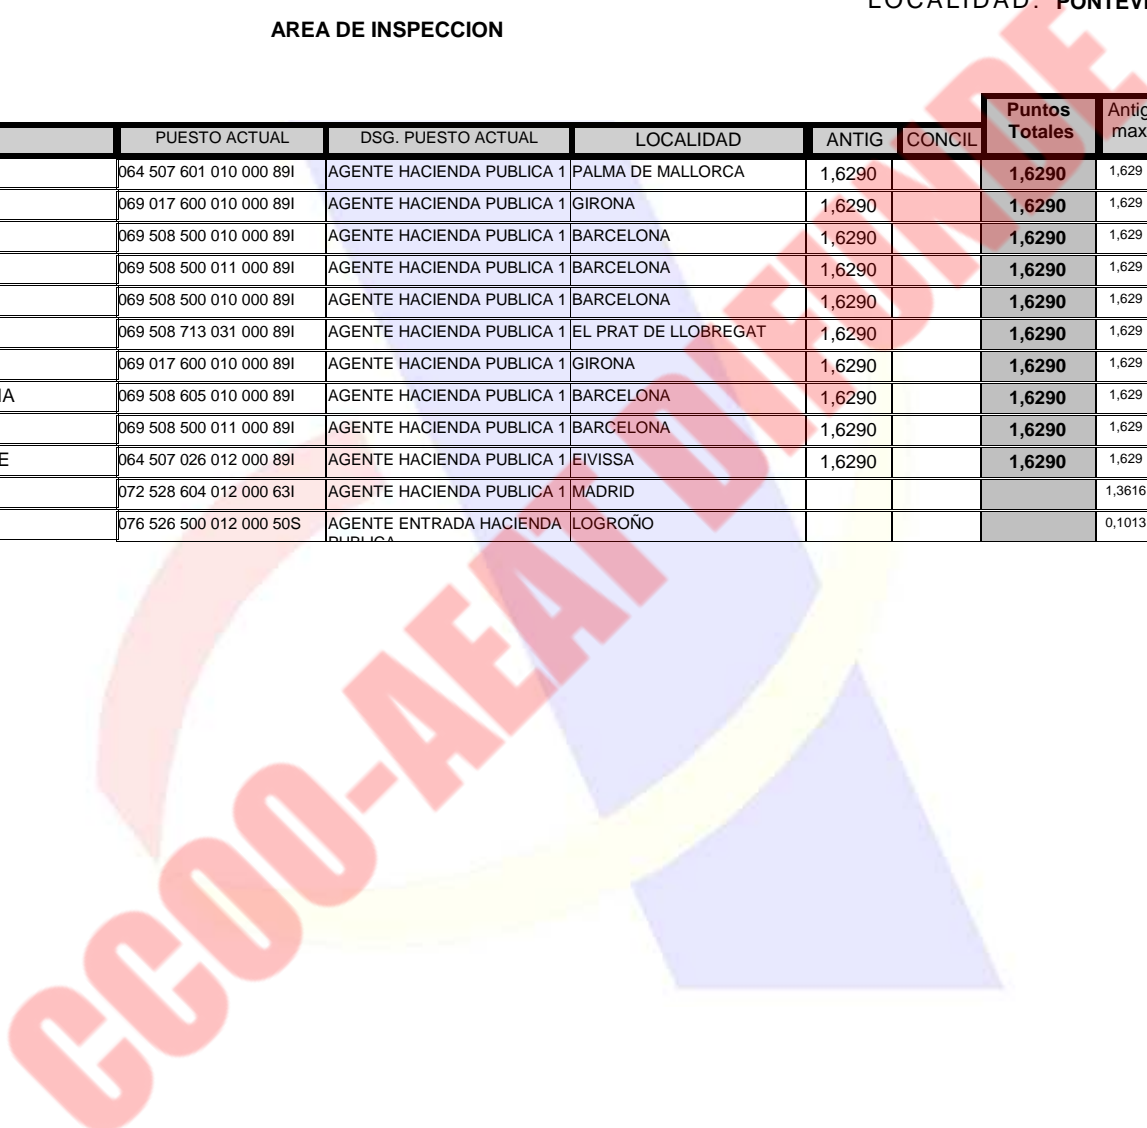 LOCALIDAD:
AREA DE INSPECCION
PUESTO ACTUAL DSG. PUESTO ACTUAL LOCALIDAD ANTIG CONCIL Puntos Totales Antig max
064 507 601 010 000 89I AGENTE HACIENDA PUBLICA 1 PALMA DE MALLORCA 1,6290 1,6290 1,629
069 017 600 010 000 89I AGENTE HACIENDA PUBLICA 1 GIRONA 1,6290 1,6290 1,629
069 508 500 010 000 89I AGENTE HACIENDA PUBLICA 1 BARCELONA 1,6290 1,6290 1,629
069 508 500 011 000 89I AGENTE HACIENDA PUBLICA 1 BARCELONA 1,6290 1,6290 1,629
069 508 500 010 000 89I AGENTE HACIENDA PUBLICA 1 BARCELONA 1,6290 1,6290 1,629
069 508 713 031 000 89I AGENTE HACIENDA PUBLICA 1 EL PRAT DE LLOBREGAT 1,6290 1,6290 1,629
069 017 600 010 000 89I AGENTE HACIENDA PUBLICA 1 GIRONA 1,6290 1,6290 1,629
069 508 605 010 000 89I AGENTE HACIENDA PUBLICA 1 BARCELONA 1,6290 1,6290 1,629
069 508 500 011 000 89I AGENTE HACIENDA PUBLICA 1 BARCELONA 1,6290 1,6290 1,629
E 064 507 026 012 000 89I AGENTE HACIENDA PUBLICA 1 EIVISSA 1,6290 1,6290 1,629
072 528 604 012 000 63I AGENTE HACIENDA PUBLICA 1 MADRID 1,3616
076 526 500 012 000 50S AGENTE ENTRADA HACIENDA LOGROÑO 0,1013
PUBLICA
CCOO-AEAT DIFUNDE